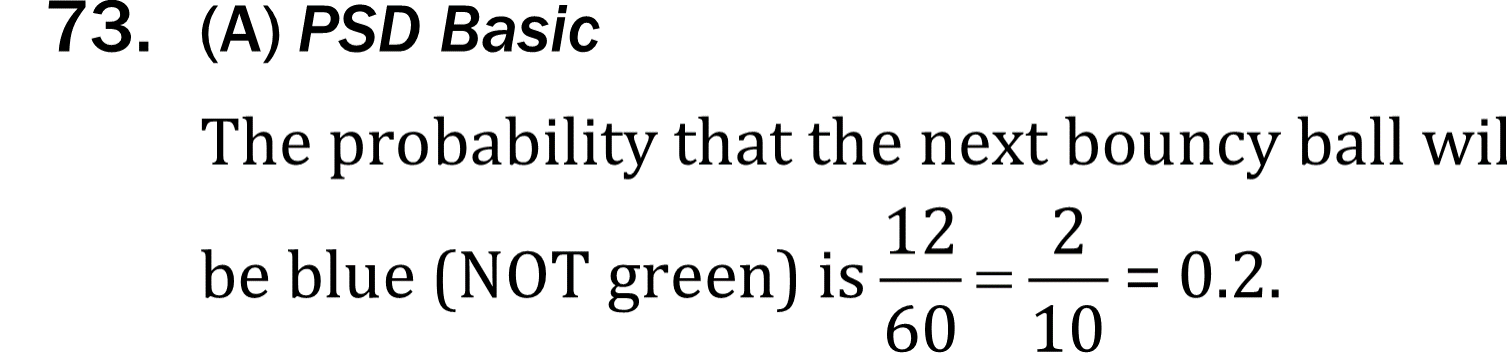 73. (A) PSD Basic
The probability that the next bouncy ball wil
be blue (NOT green) is 12/60 = 2/10 = 0.2.